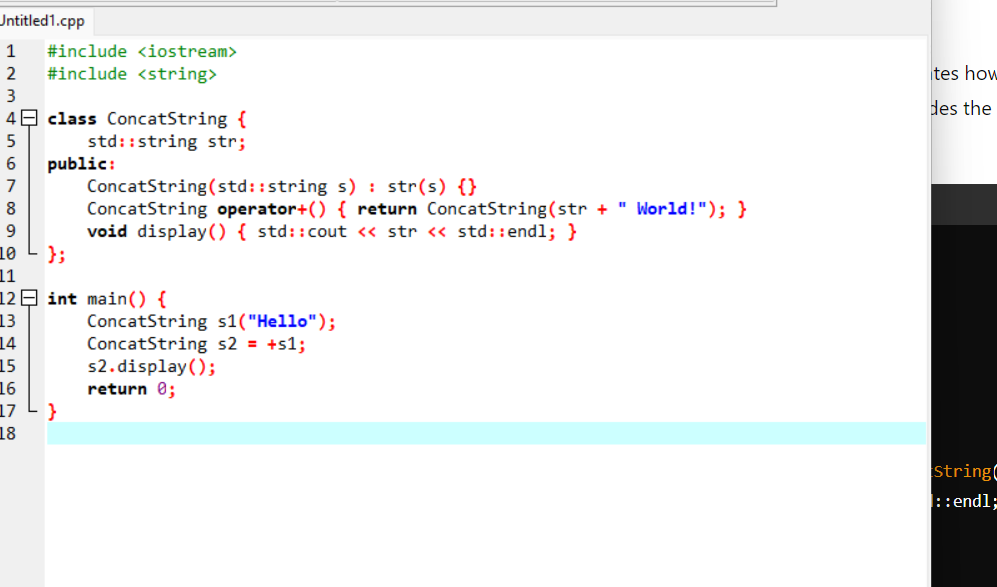 Untitled1.cpp
1 #include <iostream>
2 #include <string>
3
4 class ConcatString {
5     std::string str;
6 public:
7     ConcatString(std::string s) : str(s) {}
8     ConcatString operator+() { return ConcatString(str + " World!"); }
9     void display() { std::cout << str << std::endl; }
10 };
11
12 int main() {
13     ConcatString s1("Hello");
14     ConcatString s2 = +s1;
15     s2.display();
16     return 0;
17 }
18
how
the
String(
::endl;